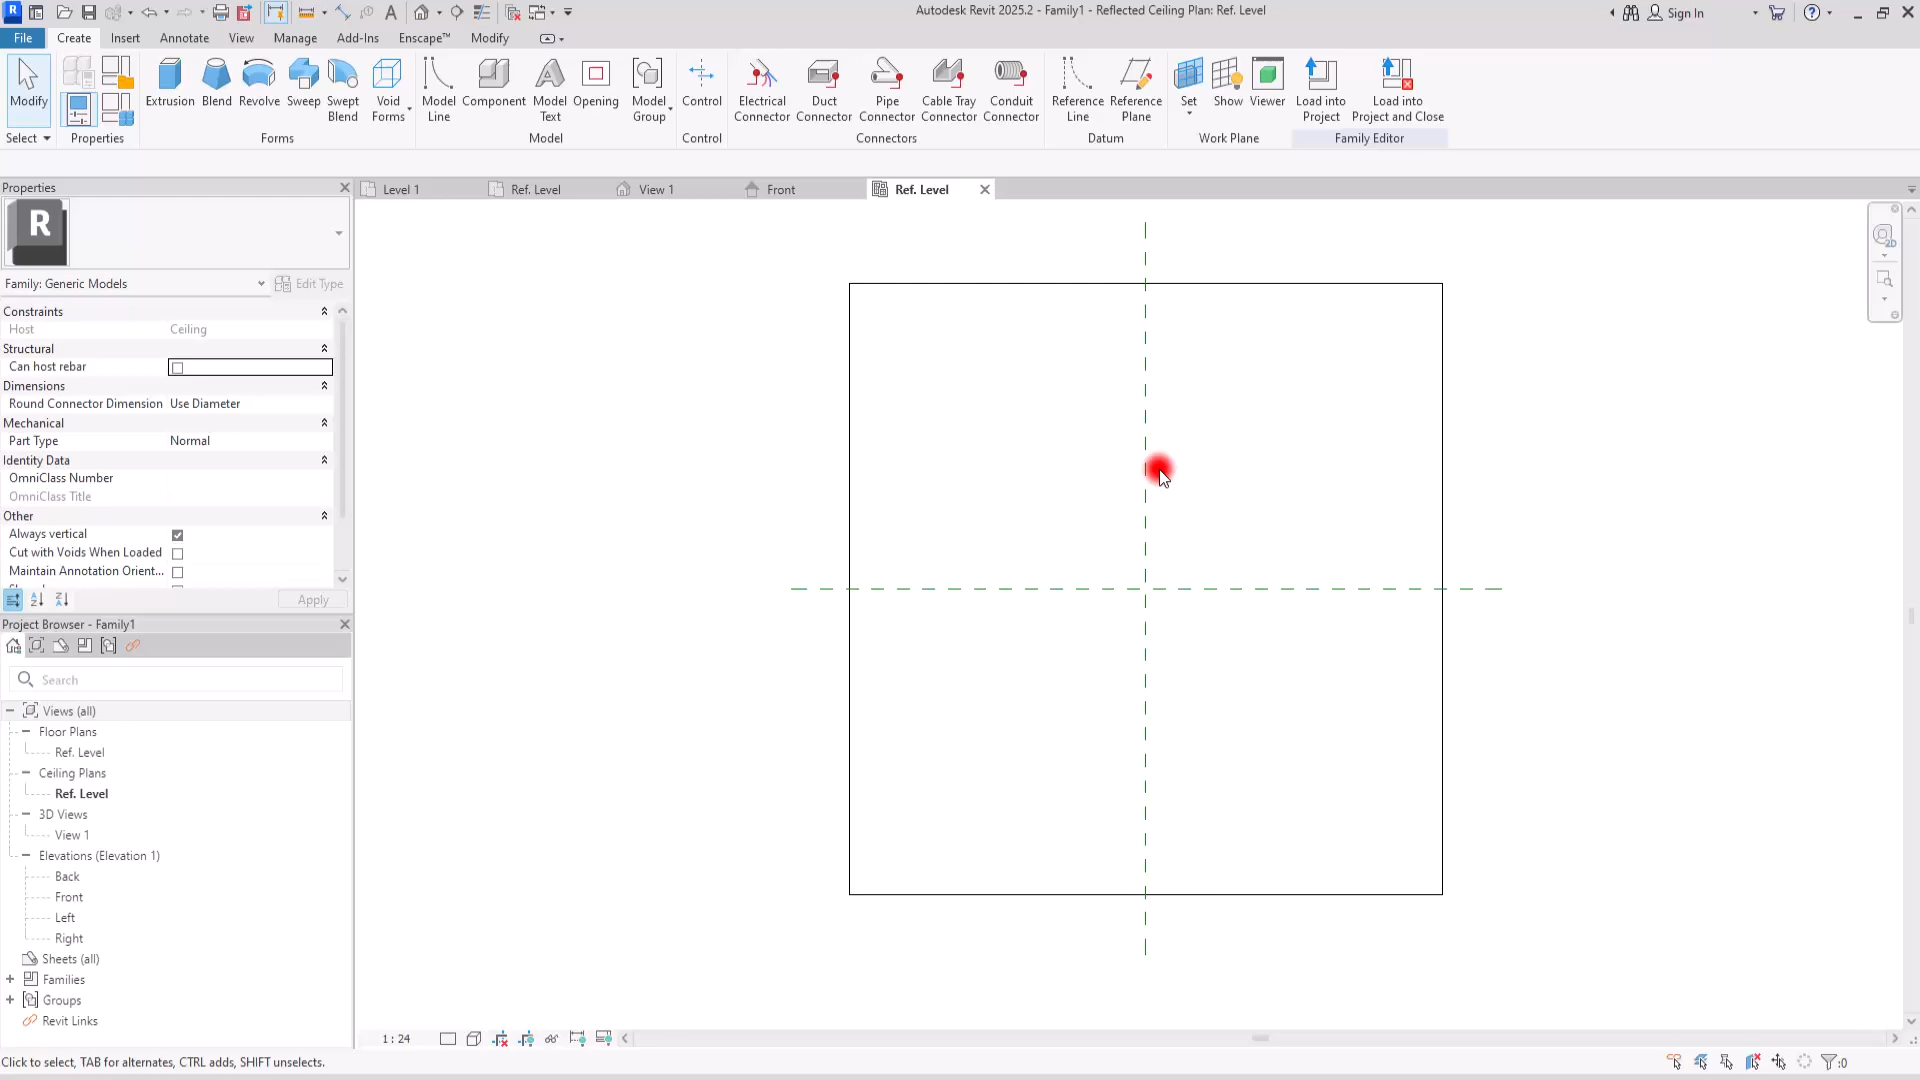 Autodesk Revit 2025.2 - Family1 - Reflected Ceiling Plan: Ref. Level
Sign In
File Create Insert Annotate View Manage Add-Ins Enscape™ Modify
Modify
Extrusion Blend Revolve Sweep Swept Blend Void Forms
Model Line Component Model Text Opening Model Group
Control
Electrical Connector Duct Connector Pipe Connector Cable Tray Connector Conduit Connector
Reference Line Reference Plane
Set Show Viewer
Load into Project Load into Project and Close
Select Properties Forms Model Control Connectors Datum Work Plane Family Editor
Properties
Level 1 Ref. Level View 1 Front Ref. Level
R
Family: Generic Models Edit Type
Constraints
Host Ceiling
Structural
Can host rebar
Dimensions
Round Connector Dimension Use Diameter
Mechanical
Part Type Normal
Identity Data
OmniClass Number
OmniClass Title
Other
Always vertical
Cut with Voids When Loaded
Maintain Annotation Orient...
Apply
Project Browser - Family1
Search
Views (all)
Floor Plans
Ref. Level
Ceiling Plans
Ref. Level
3D Views
View 1
Elevations (Elevation 1)
Back
Front
Left
Right
Sheets (all)
Families
Groups
Revit Links
1 : 24
Click to select, TAB for alternates, CTRL adds, SHIFT unselects.
:0